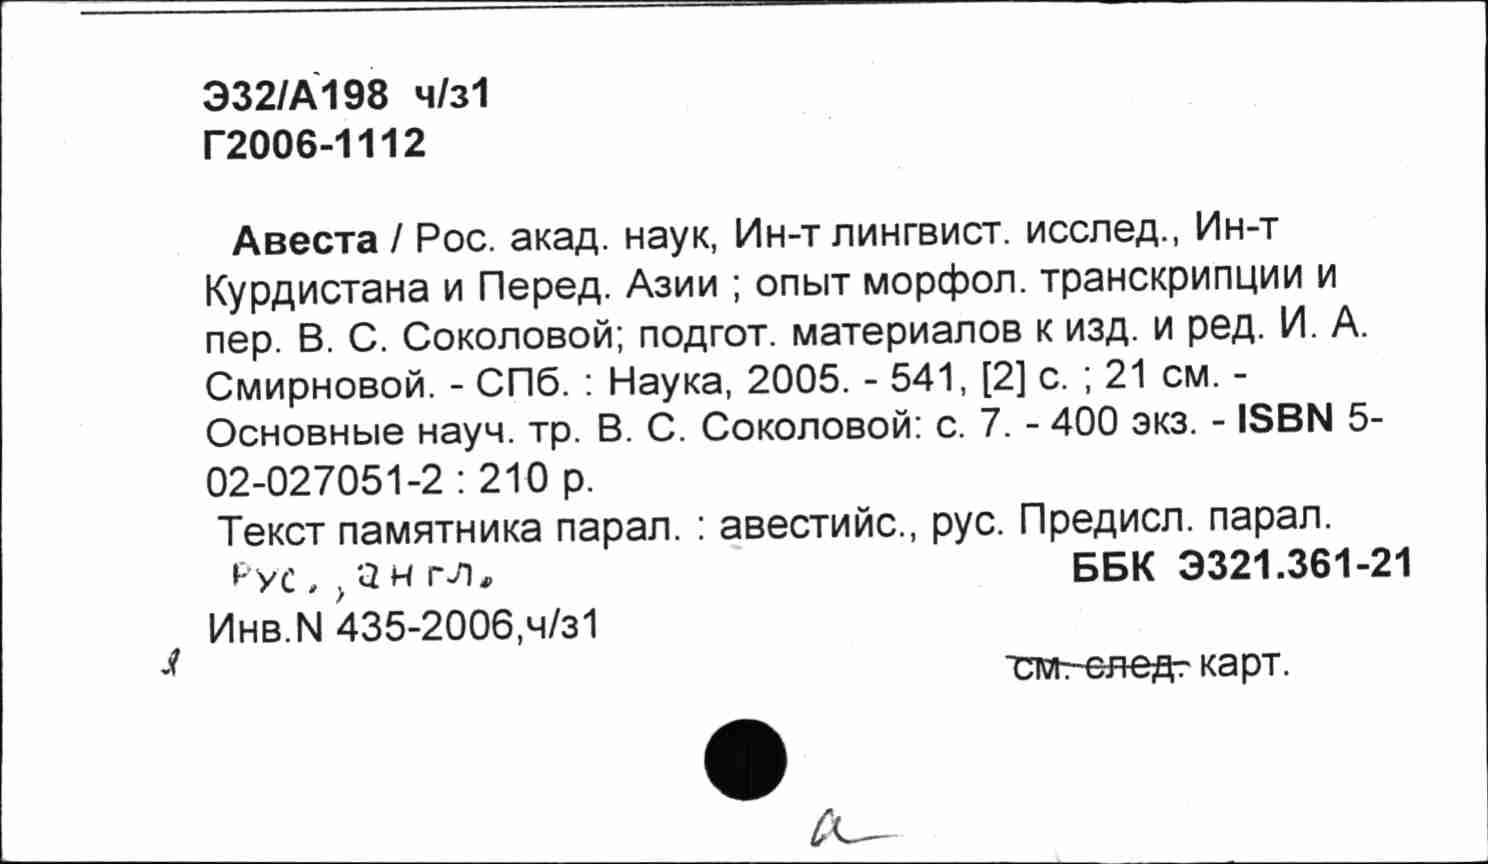 Э32/А198 ч/з1
Г2006-1112
Авеста / Рос. акад. наук, Ин-т лингвист. исслед., Ин-т
Курдистана и Перед. Азии ; опыт морфол. транскрипции и
пер. В. С. Соколовой; подгот. материалов к изд. и ред. И. А.
Смирновой. - СПб. : Наука, 2005. - 541, [2] с. ; 21 см. -
Основные науч. тр. В. С. Соколовой: с. 7. - 400 экз. - ISBN 5-
02-027051-2 : 210 р.
Текст памятника парал. : авестийс., рус. Предисл. парал.
рус., англ.
ББК Э321.361-21
Инв.N 435-2006,ч/з1
я
см. след. карт.
а